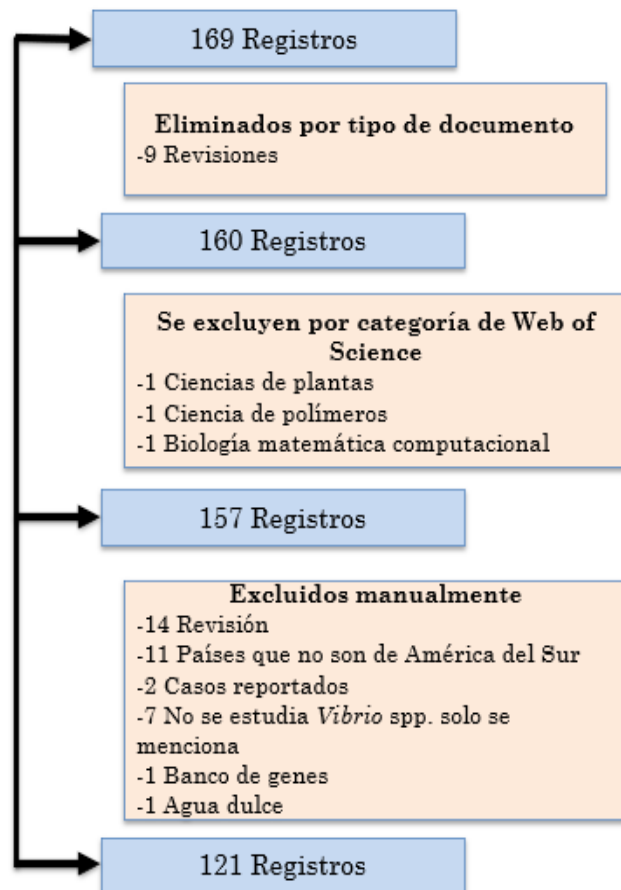 169 Registros
Eliminados por tipo de documento
-9 Revisiones
160 Registros
Se excluyen por categoría de Web of
Science
-1 Ciencias de plantas
-1 Ciencia de polímeros
-1 Biología matemática computacional
157 Registros
Excluidos manualmente
-14 Revisión
-11 Países que no son de América del Sur
-2 Casos reportados
-7 No se estudia Vibrio spp. solo se
menciona
-1 Banco de genes
-1 Agua dulce
121 Registros